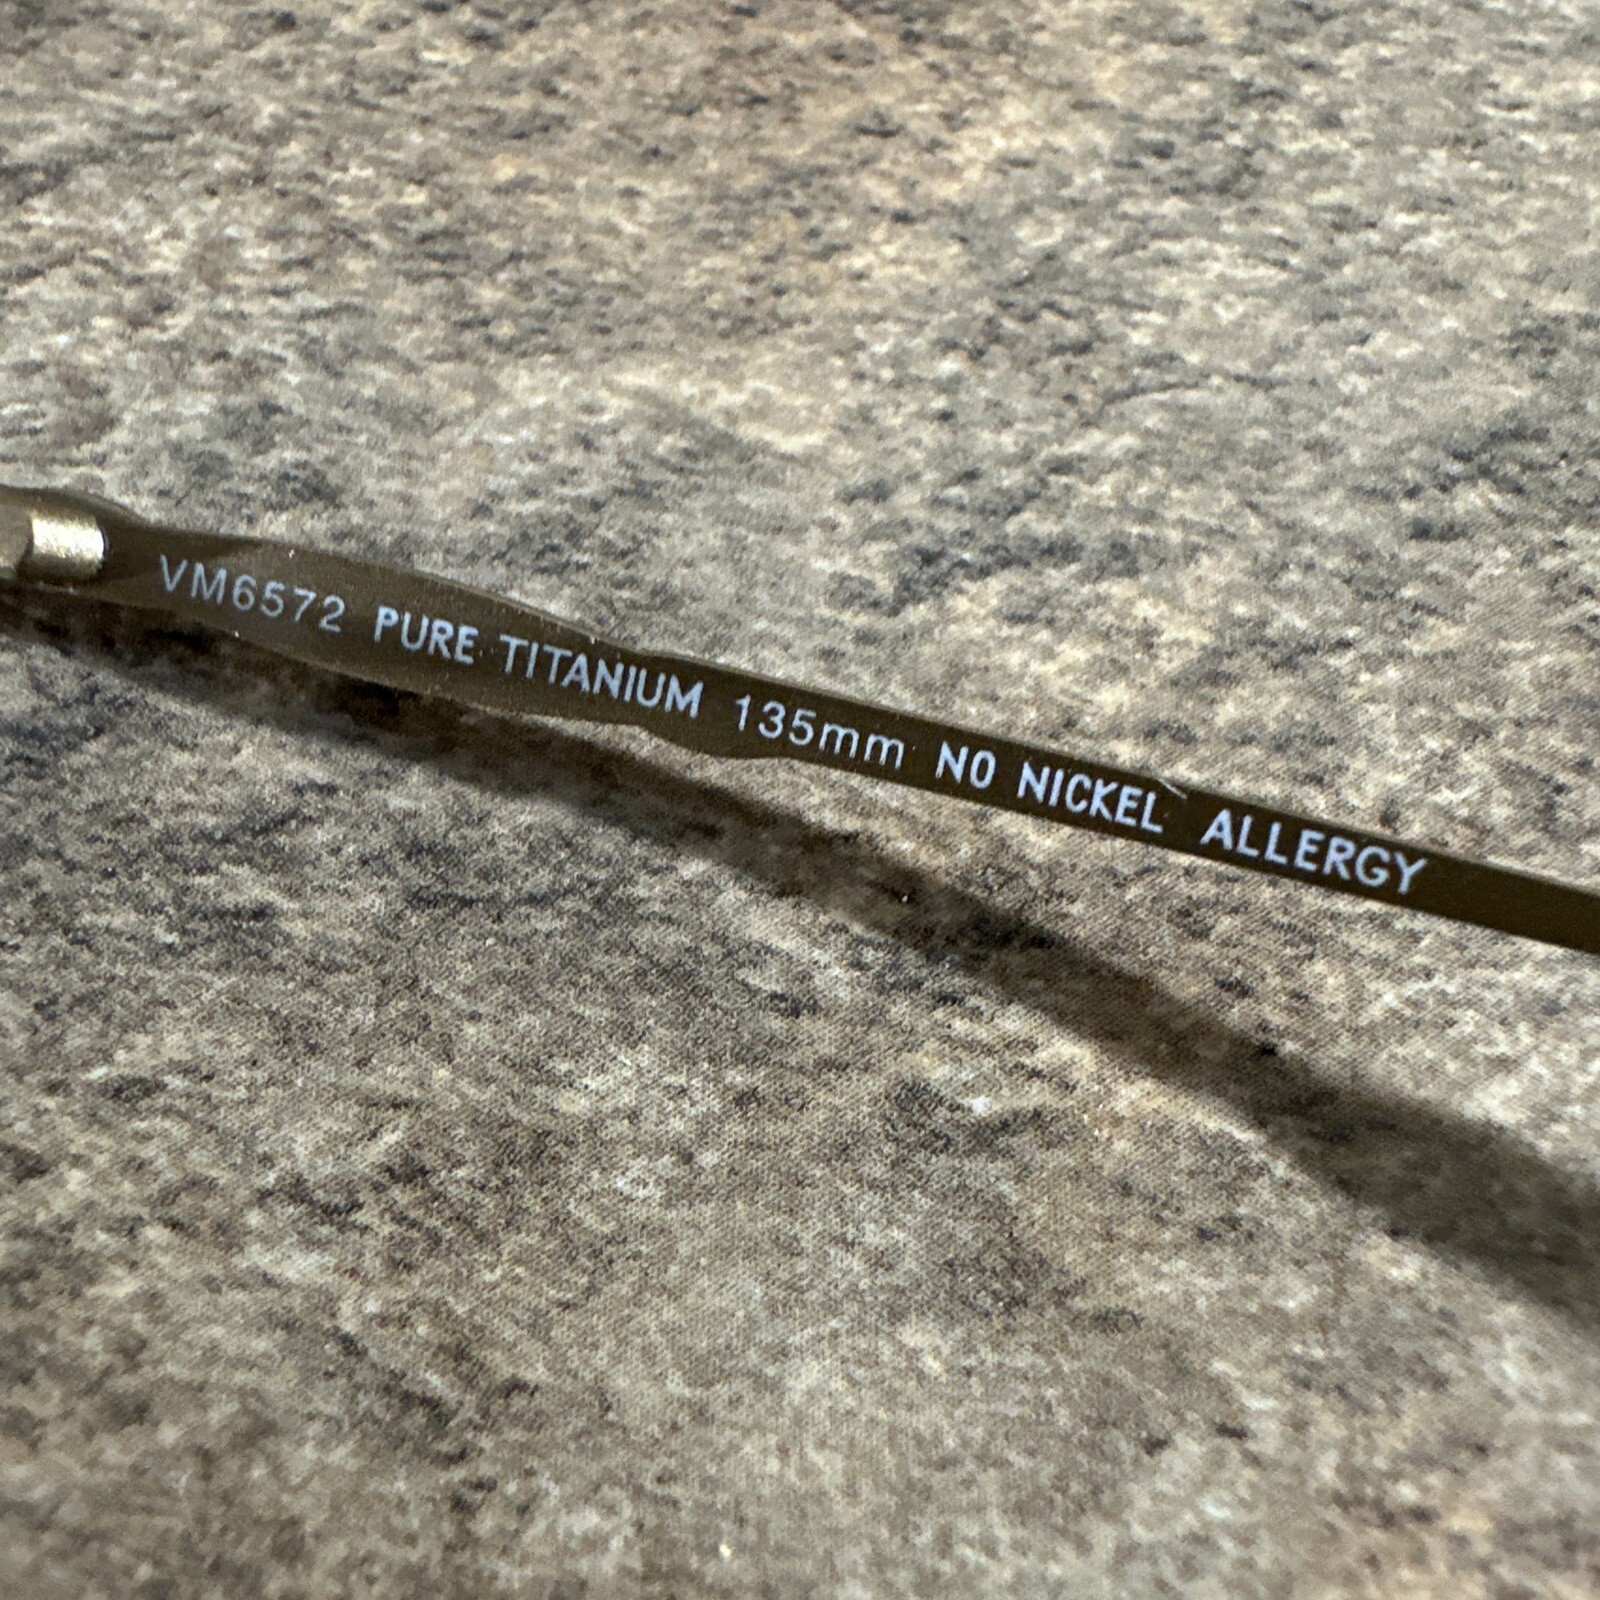 VM6572 PURE TITANIUM 135mm NO NICKEL ALLERGY